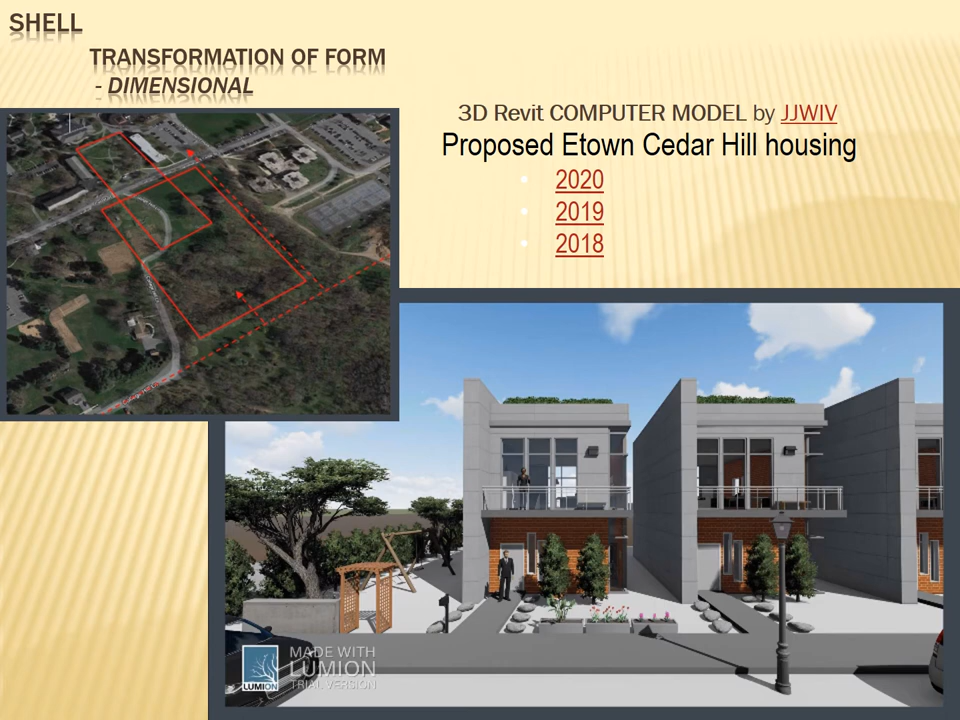 SHELL
TRANSFORMATION OF FORM
- DIMENSIONAL
3D Revit COMPUTER MODEL by JJWIV
Proposed Etown Cedar Hill housing
• 2020
• 2019
• 2018
LUMION
MADE WITH
LUMION
TRIAL VERSION